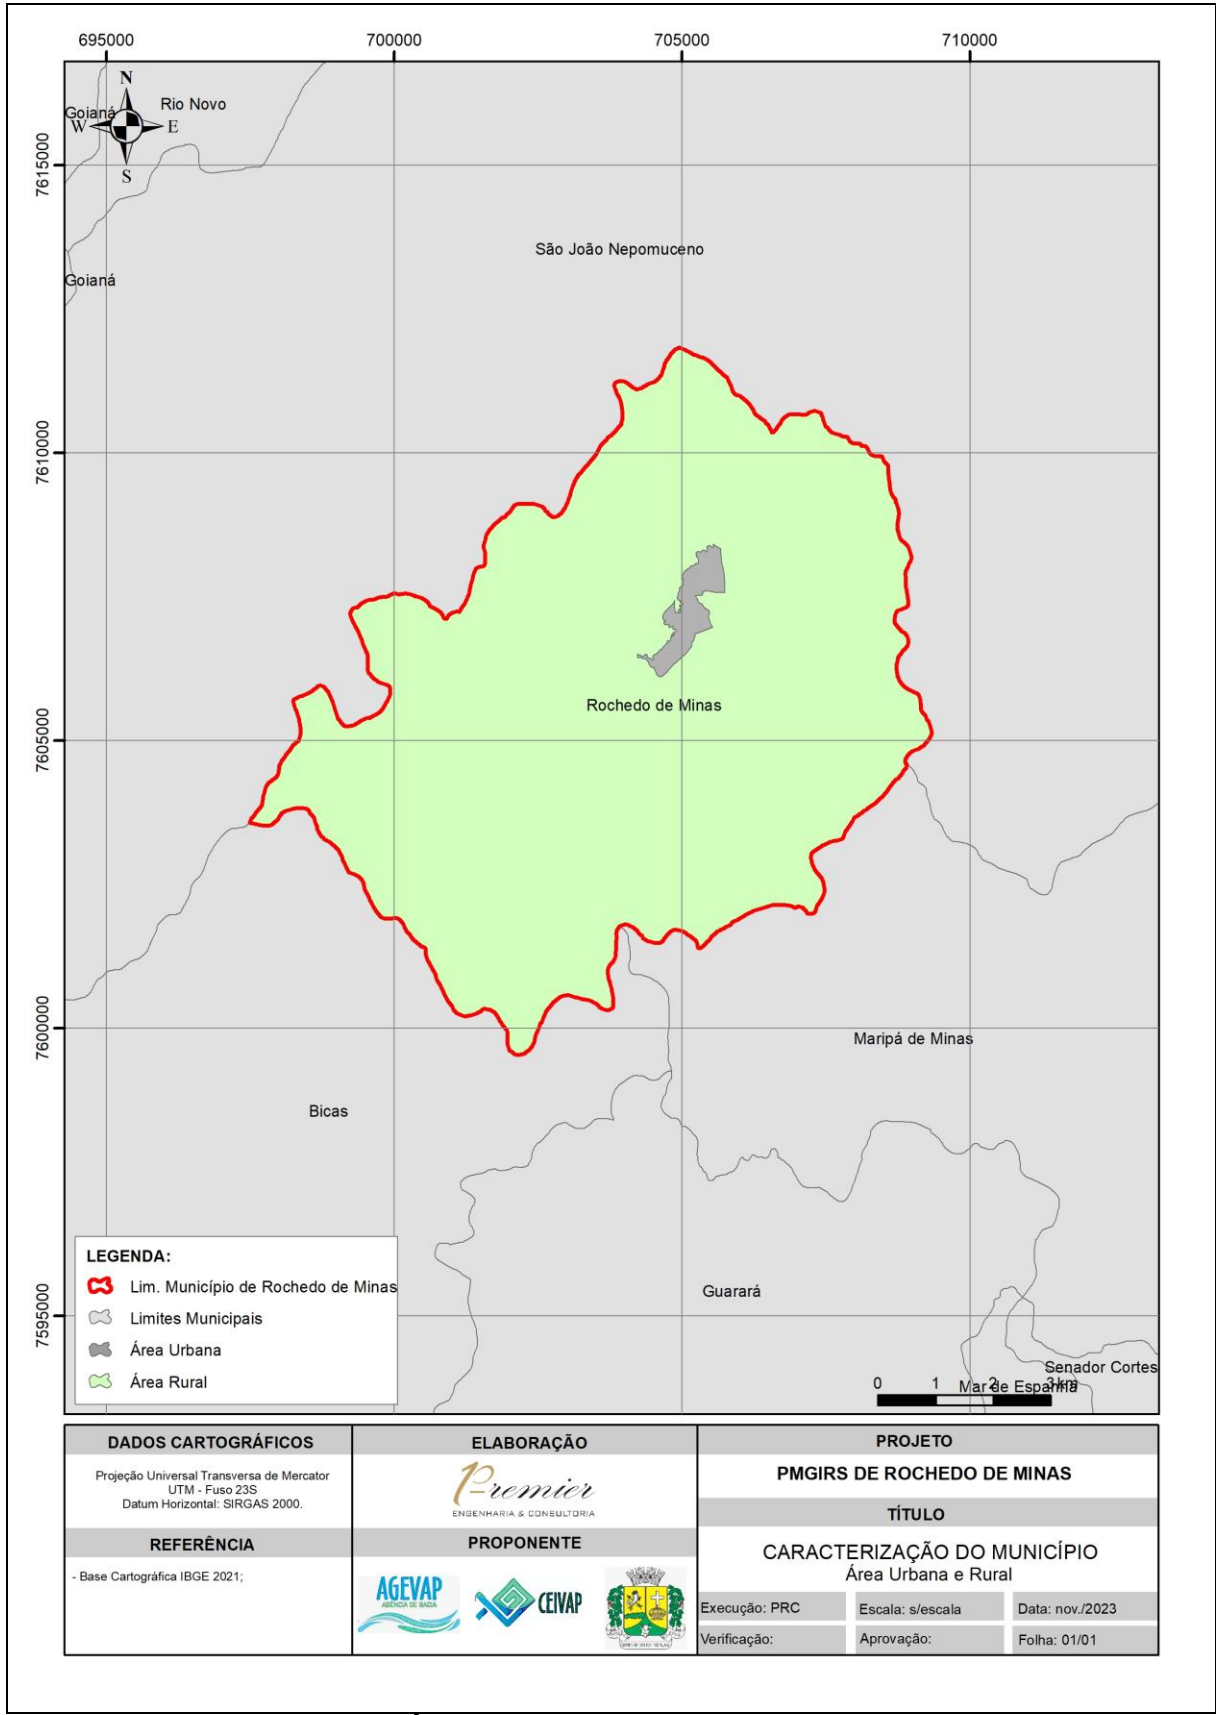 695000 700000 705000 710000
N
Goianá
Rio Novo
W E
S
7615000
São João Nepomuceno
Goianá
7610000
Rochedo de Minas
7605000
7600000
Maripá de Minas
Bicas
LEGENDA:
Lim. Município de Rochedo de Minas
Limites Municipais
Área Urbana
Área Rural
7595000
Guarará
Senador Cortes
0 1 2 3 km
Mar de Espanha
DADOS CARTOGRÁFICOS
Projeção Universal Transversa de Mercator
UTM - Fuso 23S
Datum Horizontal: SIRGAS 2000.
REFERÊNCIA
- Base Cartográfica IBGE 2021;
ELABORAÇÃO
Premier
ENGENHARIA & CONSULTORIA
PROPONENTE
AGEVAP
AGÊNCIA DE BACIA
CEIVAP
PROJETO
PMGIRS DE ROCHEDO DE MINAS
TÍTULO
CARACTERIZAÇÃO DO MUNICÍPIO
Área Urbana e Rural
Execução: PRC
Escala: s/escala
Data: nov./2023
Verificação:
Aprovação:
Folha: 01/01